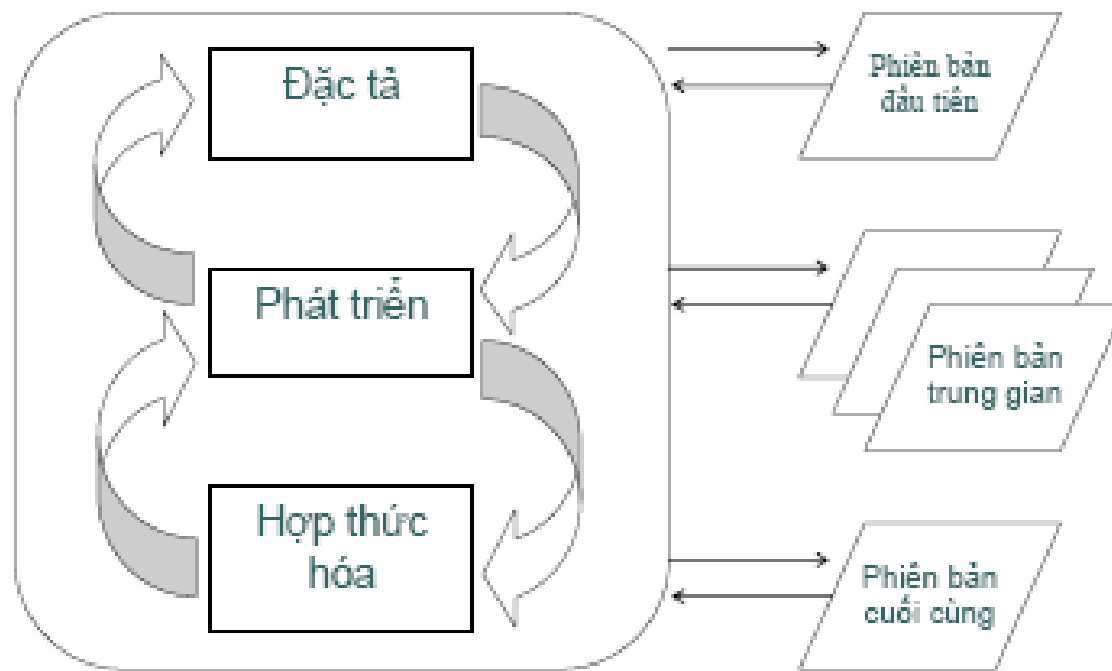 Đặc tả
Phiên bản
đầu tiên
Phát triển
Phiên bản
trung gian
Hợp thức
hóa
Phiên bản
cuối cùng